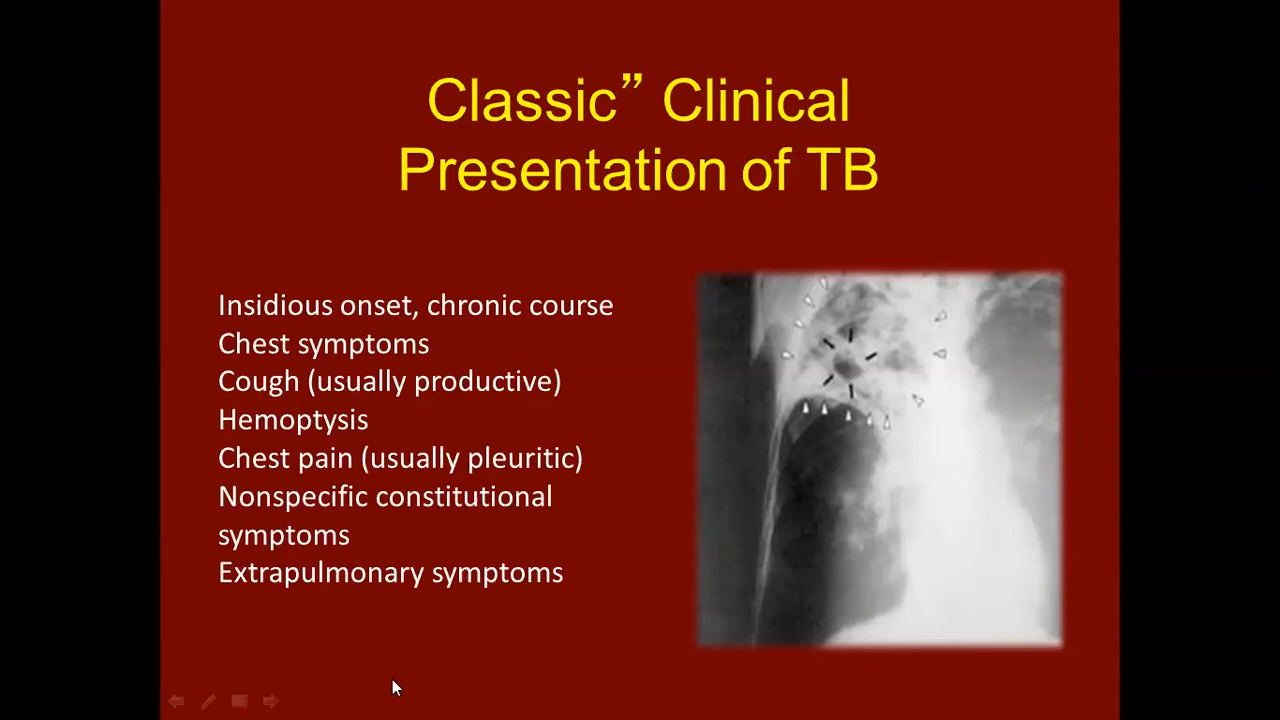 Classic” Clinical
Presentation of TB
Insidious onset, chronic course
Chest symptoms
Cough (usually productive)
Hemoptysis
Chest pain (usually pleuritic)
Nonspecific constitutional
symptoms
Extrapulmonary symptoms